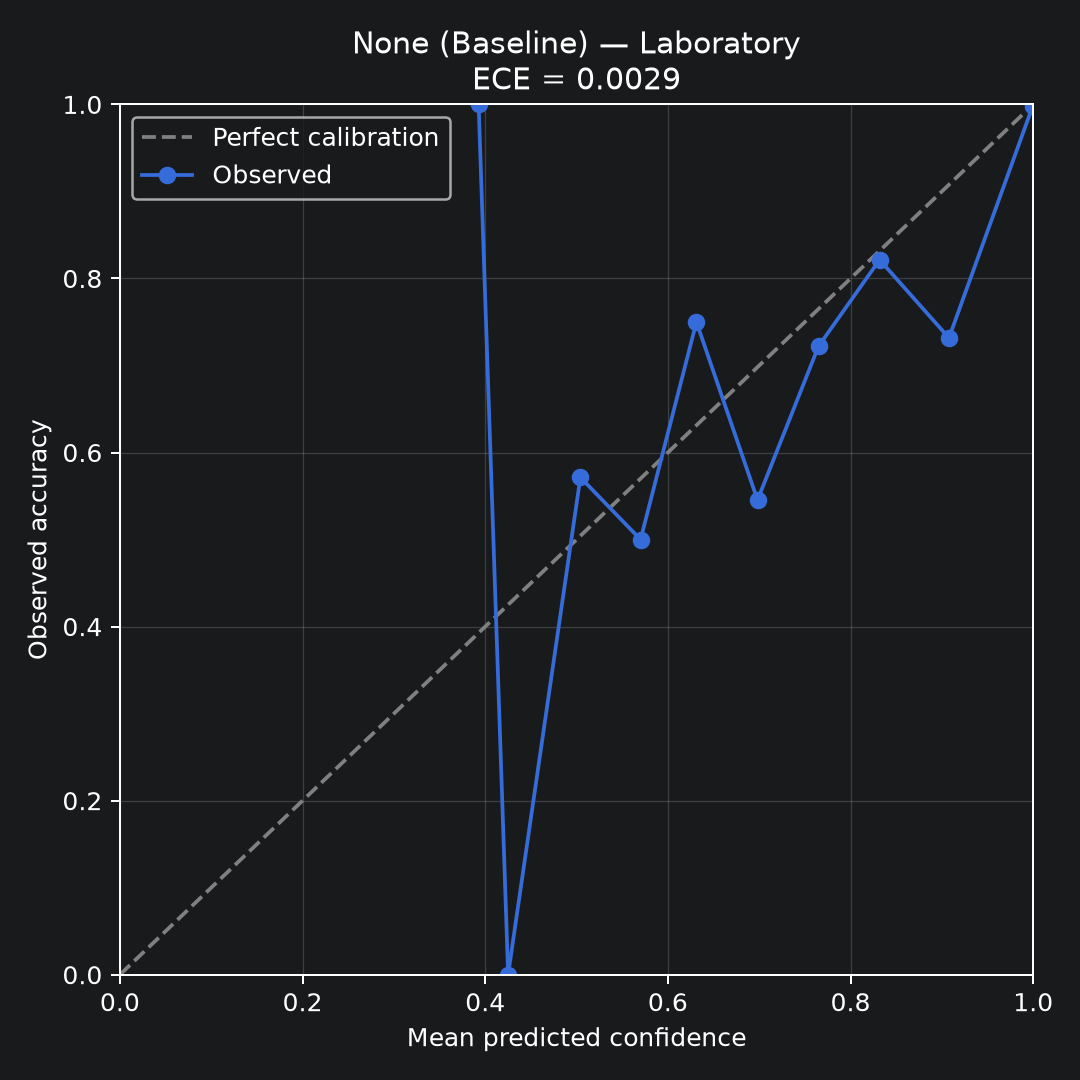 None (Baseline) — Laboratory
ECE = 0.0029
Perfect calibration
Observed
1.0
0.8
0.6
0.4
0.2
0.0
Observed accuracy
0.0 0.2 0.4 0.6 0.8 1.0
Mean predicted confidence